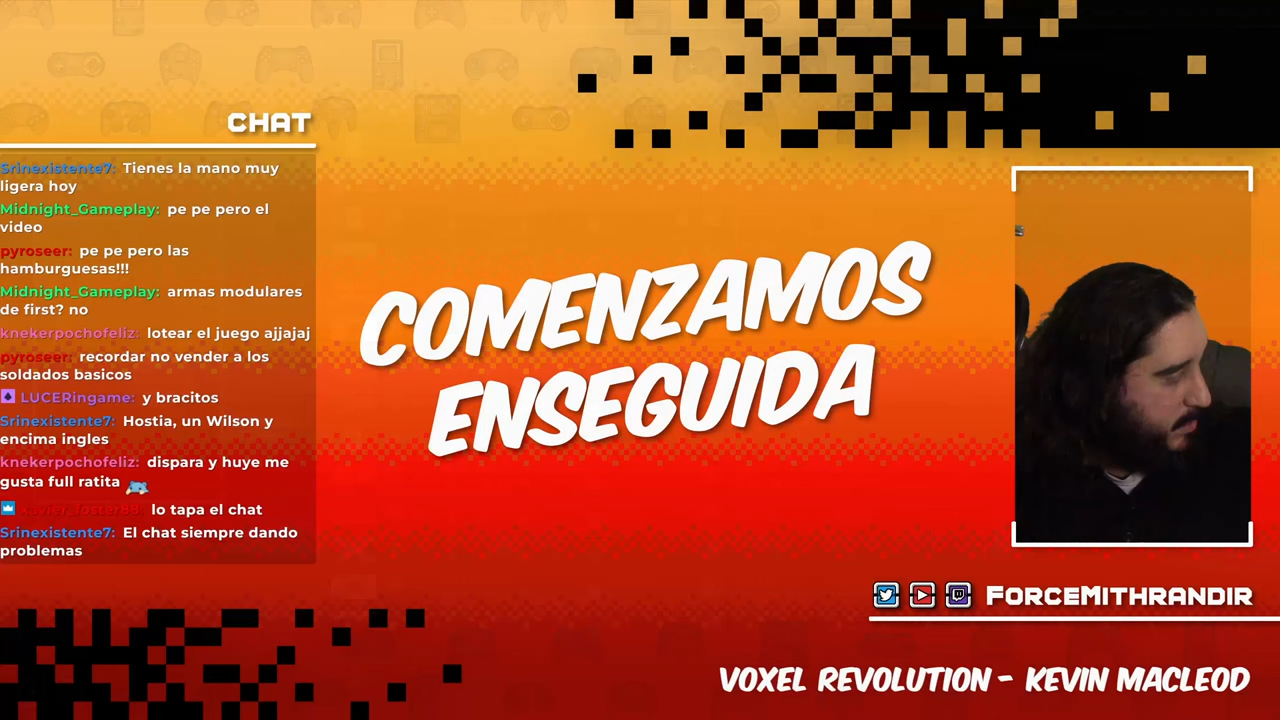 CHAT
Srinexistente7: Tienes la mano muy
ligera hoy
Midnight_Gameplay: pe pe pero el
video
pyroseer: pe pe pero las
hamburguesas!!!
Midnight_Gameplay: armas modulares
de first? no
knekerpochofeliz: lotear el juego ajjajaj
pyroseer: recordar no vender a los
soldados basicos
LUCERingame: y bracitos
Srinexistente7: Hostia, un Wilson y
encima ingles
knekerpochofeliz: dispara y huye me
gusta full ratita
xavier_foster88: lo tapa el chat
Srinexistente7: El chat siempre dando
problemas
COMENZAMOS
ENSEGUIDA
FORCEMITHRANDIR
VOXEL REVOLUTION - KEVIN MACLEOD